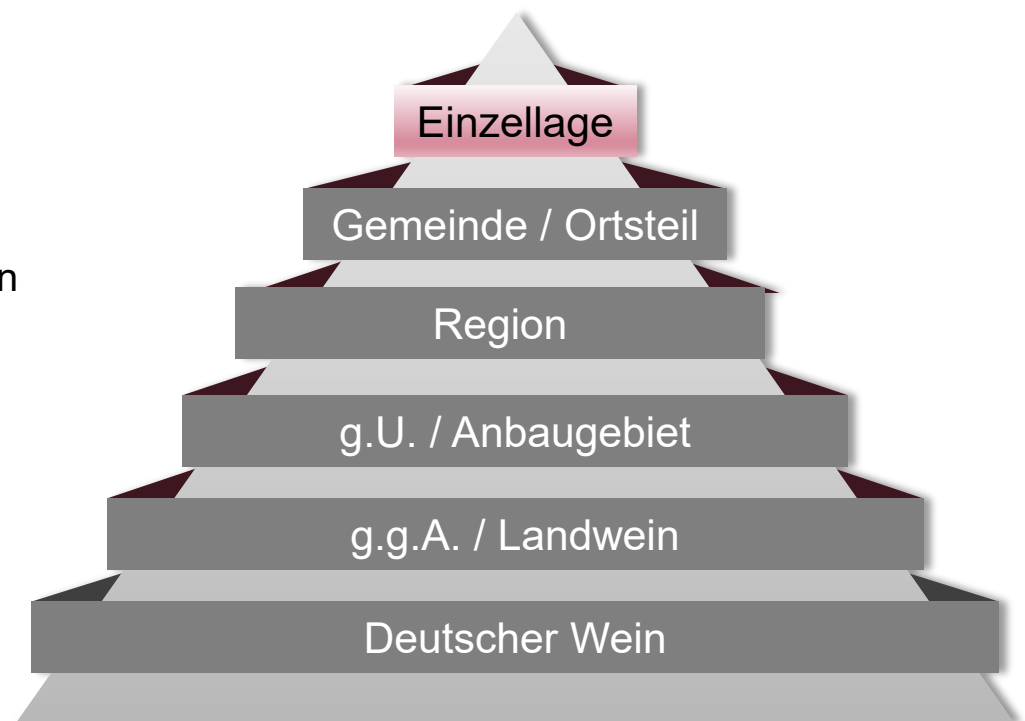 Einzellage
Gemeinde / Ortsteil
n
Region
g.U. / Anbaugebiet
g.g.A. / Landwein
Deutscher Wein